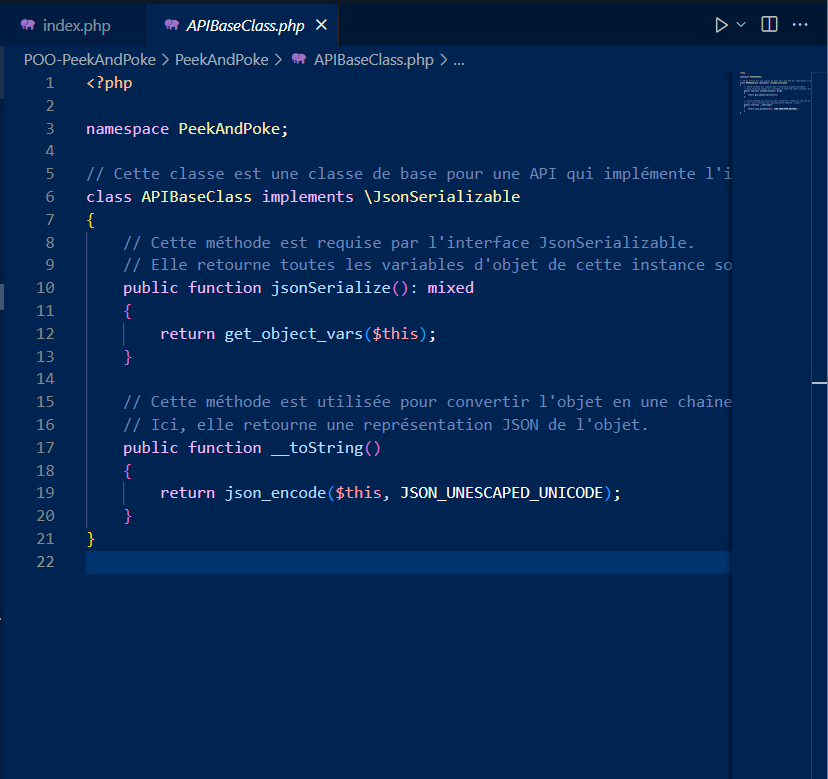 index.php APIBaseClass.php
POO-PeekAndPoke > PeekAndPoke > APIBaseClass.php > ...
1 <?php
2
3 namespace PeekAndPoke;
4
5 // Cette classe est une classe de base pour une API qui implémente l'i
6 class APIBaseClass implements \JsonSerializable
7 {
8 // Cette méthode est requise par l'interface JsonSerializable.
9 // Elle retourne toutes les variables d'objet de cette instance so
10 public function jsonSerialize(): mixed
11 {
12 return get_object_vars($this);
13 }
14
15 // Cette méthode est utilisée pour convertir l'objet en une chaîne
16 // Ici, elle retourne une représentation JSON de l'objet.
17 public function __toString()
18 {
19 return json_encode($this, JSON_UNESCAPED_UNICODE);
20 }
21 }
22